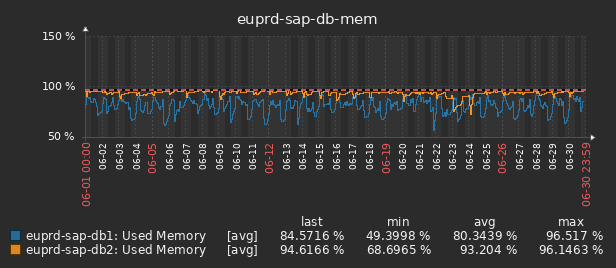 euprd-sap-db-mem
150 %
100 %
50 %
06-01 00:00 06-02 06-03 06-04 06-05 06-06 06-07 06-08 06-09 06-10 06-11 06-12 06-13 06-14 06-15 06-16 06-17 06-18 06-19 06-20 06-21 06-22 06-23 06-24 06-25 06-26 06-27 06-28 06-29 06-30 06-30 23:59
last min avg max
euprd-sap-db1: Used Memory [avg] 84.5716 % 49.3998 % 80.3439 % 96.517 %
euprd-sap-db2: Used Memory [avg] 94.6166 % 68.6965 % 93.204 % 96.1463 %